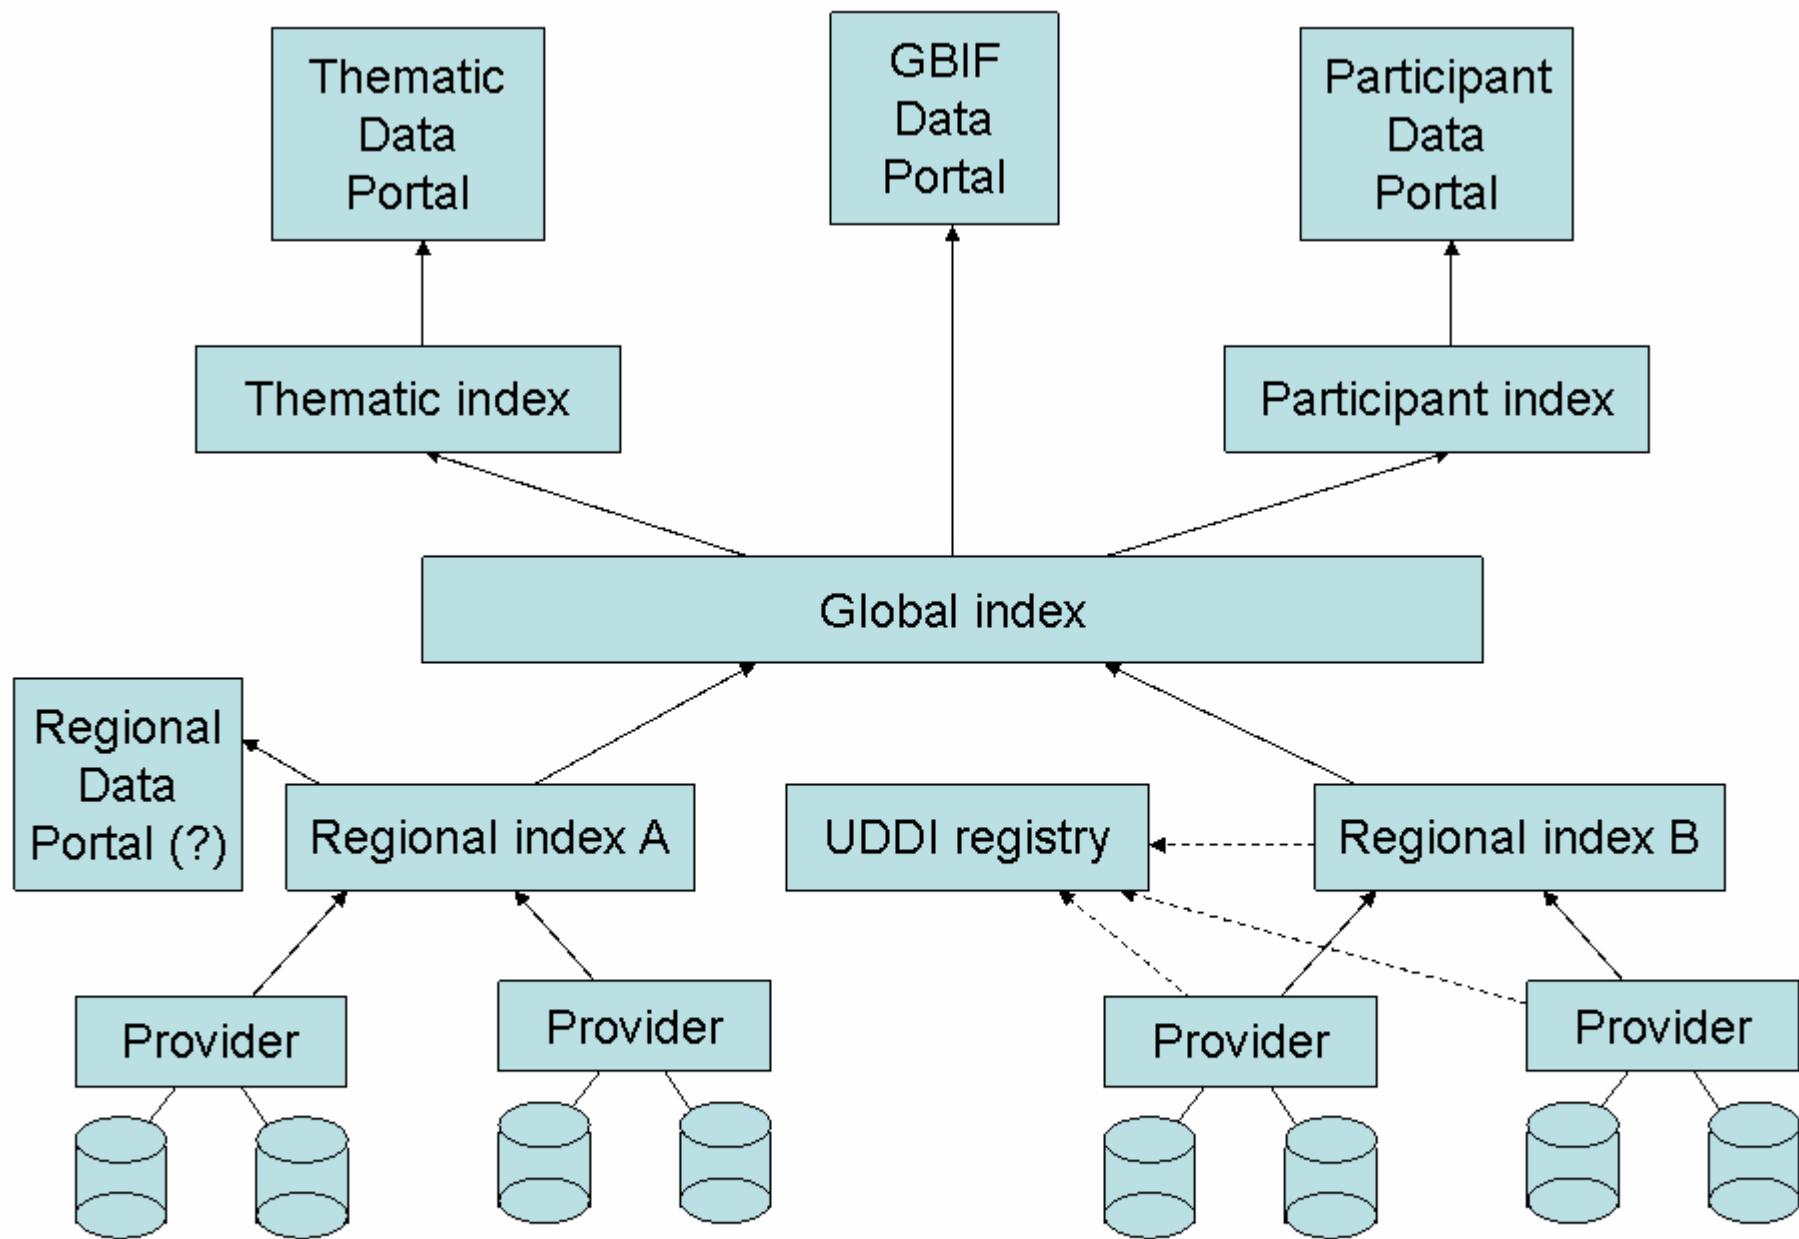 Thematic
Data
Portal
GBIF
Data
Portal
Participant
Data
Portal
Thematic index
Participant index
Global index
Regional
Data
Portal (?)
Regional index A
UDDI registry
Regional index B
Provider
Provider
Provider
Provider